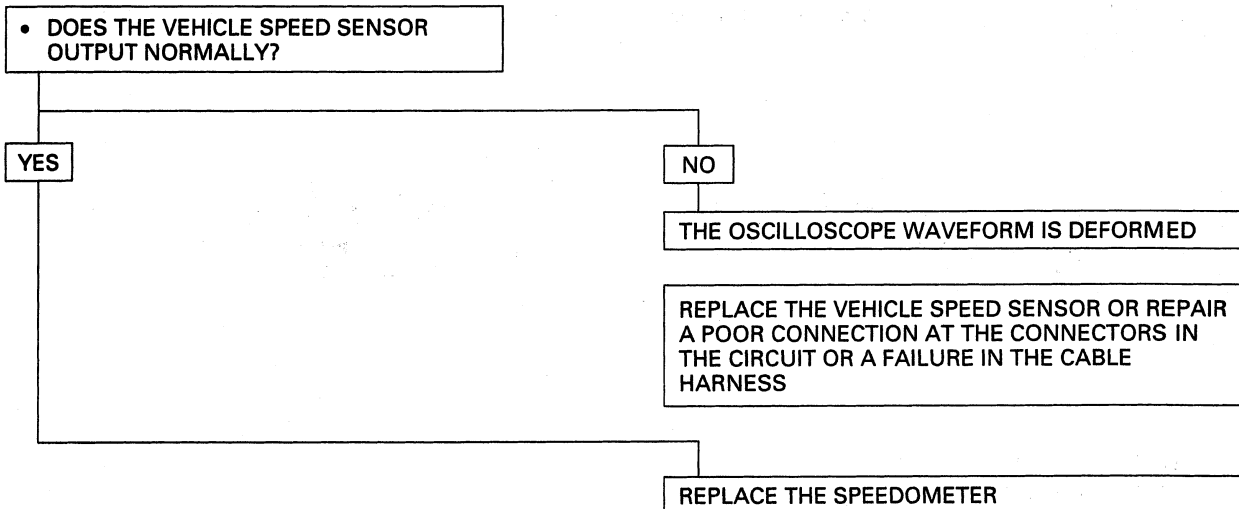 • DOES THE VEHICLE SPEED SENSOR
OUTPUT NORMALLY?
YES
NO
THE OSCILLOSCOPE WAVEFORM IS DEFORMED
REPLACE THE VEHICLE SPEED SENSOR OR REPAIR
A POOR CONNECTION AT THE CONNECTORS IN
THE CIRCUIT OR A FAILURE IN THE CABLE
HARNESS
REPLACE THE SPEEDOMETER